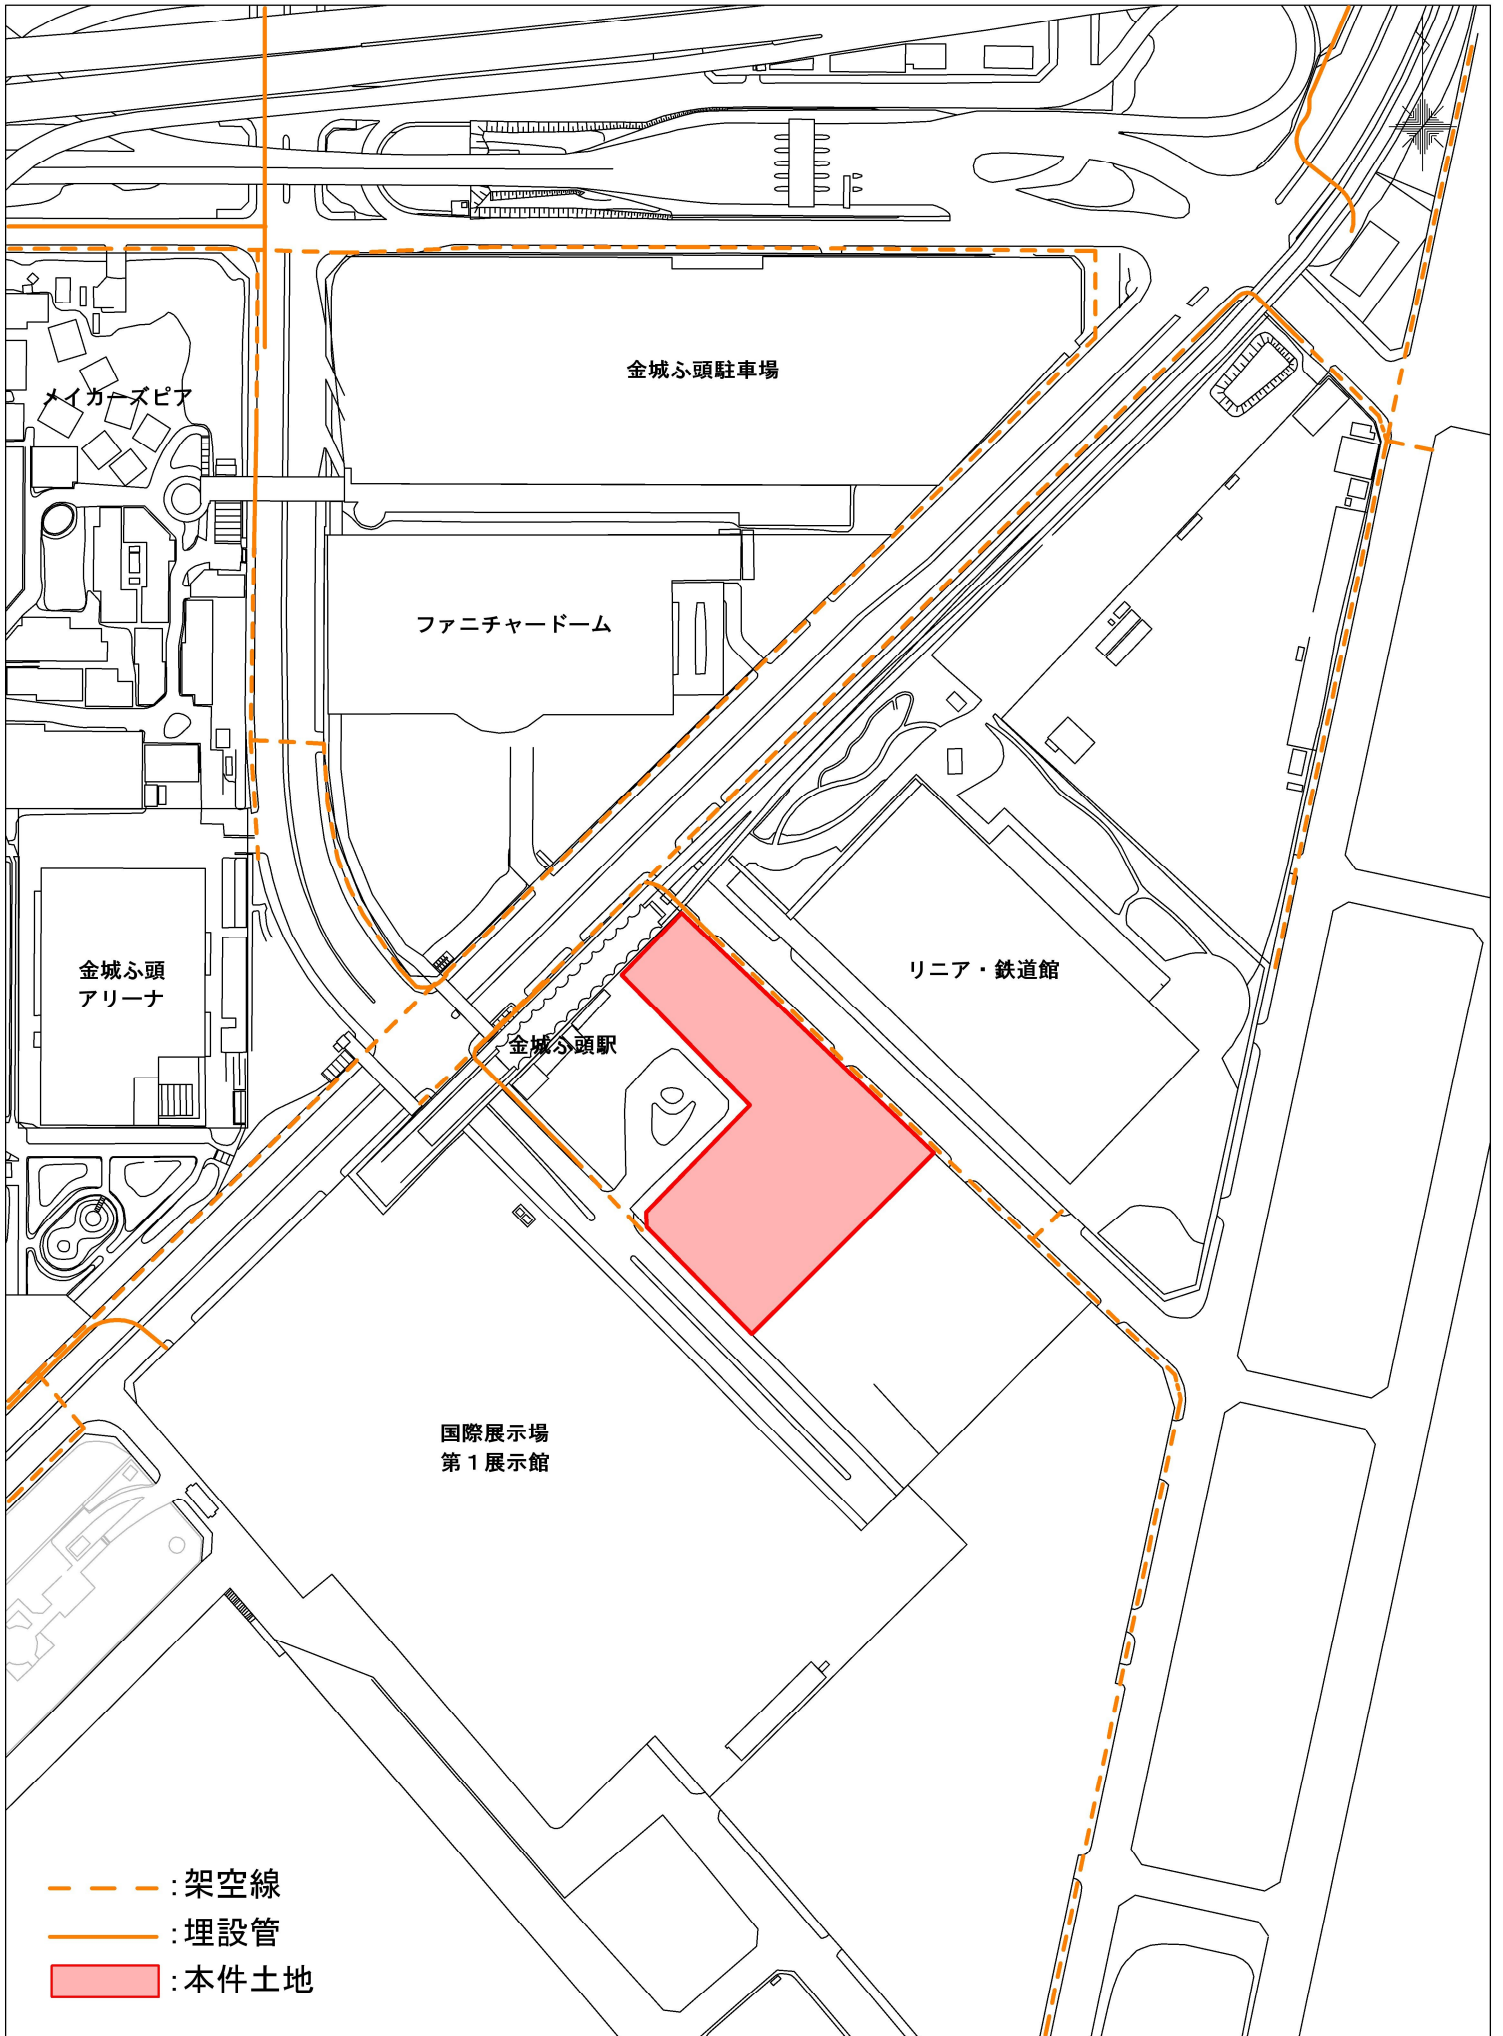 金城ふ頭駐車場
メイカーズピア
ファニチャードーム
金城ふ頭
アリーナ
リニア・鉄道館
金城ふ頭駅
国際展示場
第1展示館
:架空線
:埋設管
:本件土地